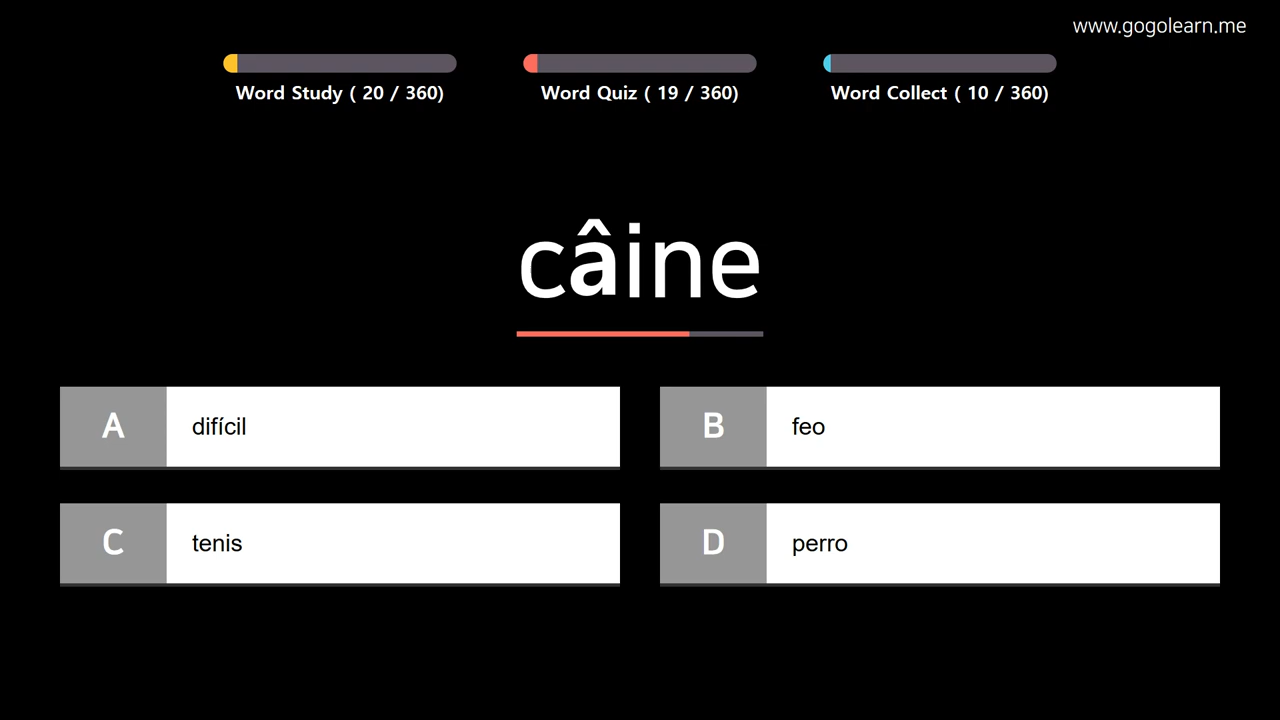 www.gogolearn.me
Word Study ( 20 / 360)
Word Quiz ( 19 / 360)
Word Collect ( 10 / 360)
câine
A difícil
B feo
C tenis
D perro